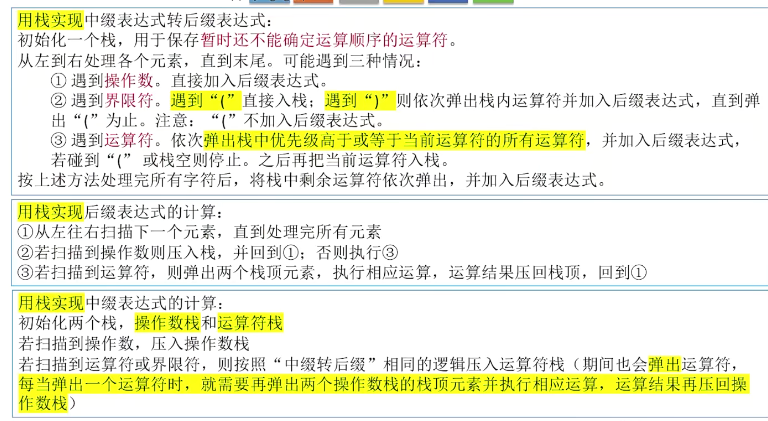 用栈实现中缀表达式转后缀表达式：
初始化一个栈，用于保存暂时还不能确定运算顺序的运算符。
从左到右处理各个元素，直到末尾。可能遇到三种情况：
① 遇到操作数。直接加入后缀表达式。
② 遇到界限符。遇到“(”直接入栈；遇到“)”则依次弹出栈内运算符并加入后缀表达式，直到弹
出“(”为止。注意：“(”不加入后缀表达式。
③ 遇到运算符。依次弹出栈中优先级高于或等于当前运算符的所有运算符，并加入后缀表达式，
若碰到“(” 或栈空则停止。之后再把当前运算符入栈。
按上述方法处理完所有字符后，将栈中剩余运算符依次弹出，并加入后缀表达式。
用栈实现后缀表达式的计算：
①从左往右扫描下一个元素，直到处理完所有元素
②若扫描到操作数则压入栈，并回到①；否则执行③
③若扫描到运算符，则弹出两个栈顶元素，执行相应运算，运算结果压回栈顶，回到①
用栈实现中缀表达式的计算：
初始化两个栈，操作数栈和运算符栈
若扫描到操作数，压入操作数栈
若扫描到运算符或界限符，则按照“中缀转后缀”相同的逻辑压入运算符栈（期间也会弹出运算符，
每当弹出一个运算符时，就需要再弹出两个操作数栈的栈顶元素并执行相应运算，运算结果再压回操
作数栈）